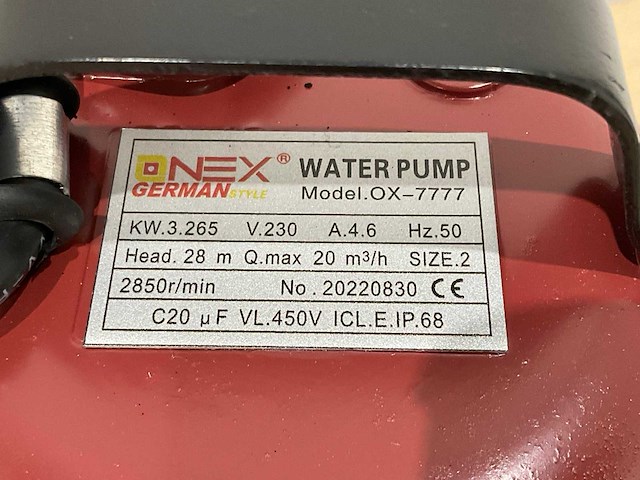 ONEX® WATER PUMP
GERMAN STYLE Model.OX-7777
KW.3.265 V.230 A.4.6 Hz.50
Head. 28 m Q.max 20 m³/h SIZE.2
2850r/min No.20220830 CE
C20 µF VL.450V ICL.E.IP.68